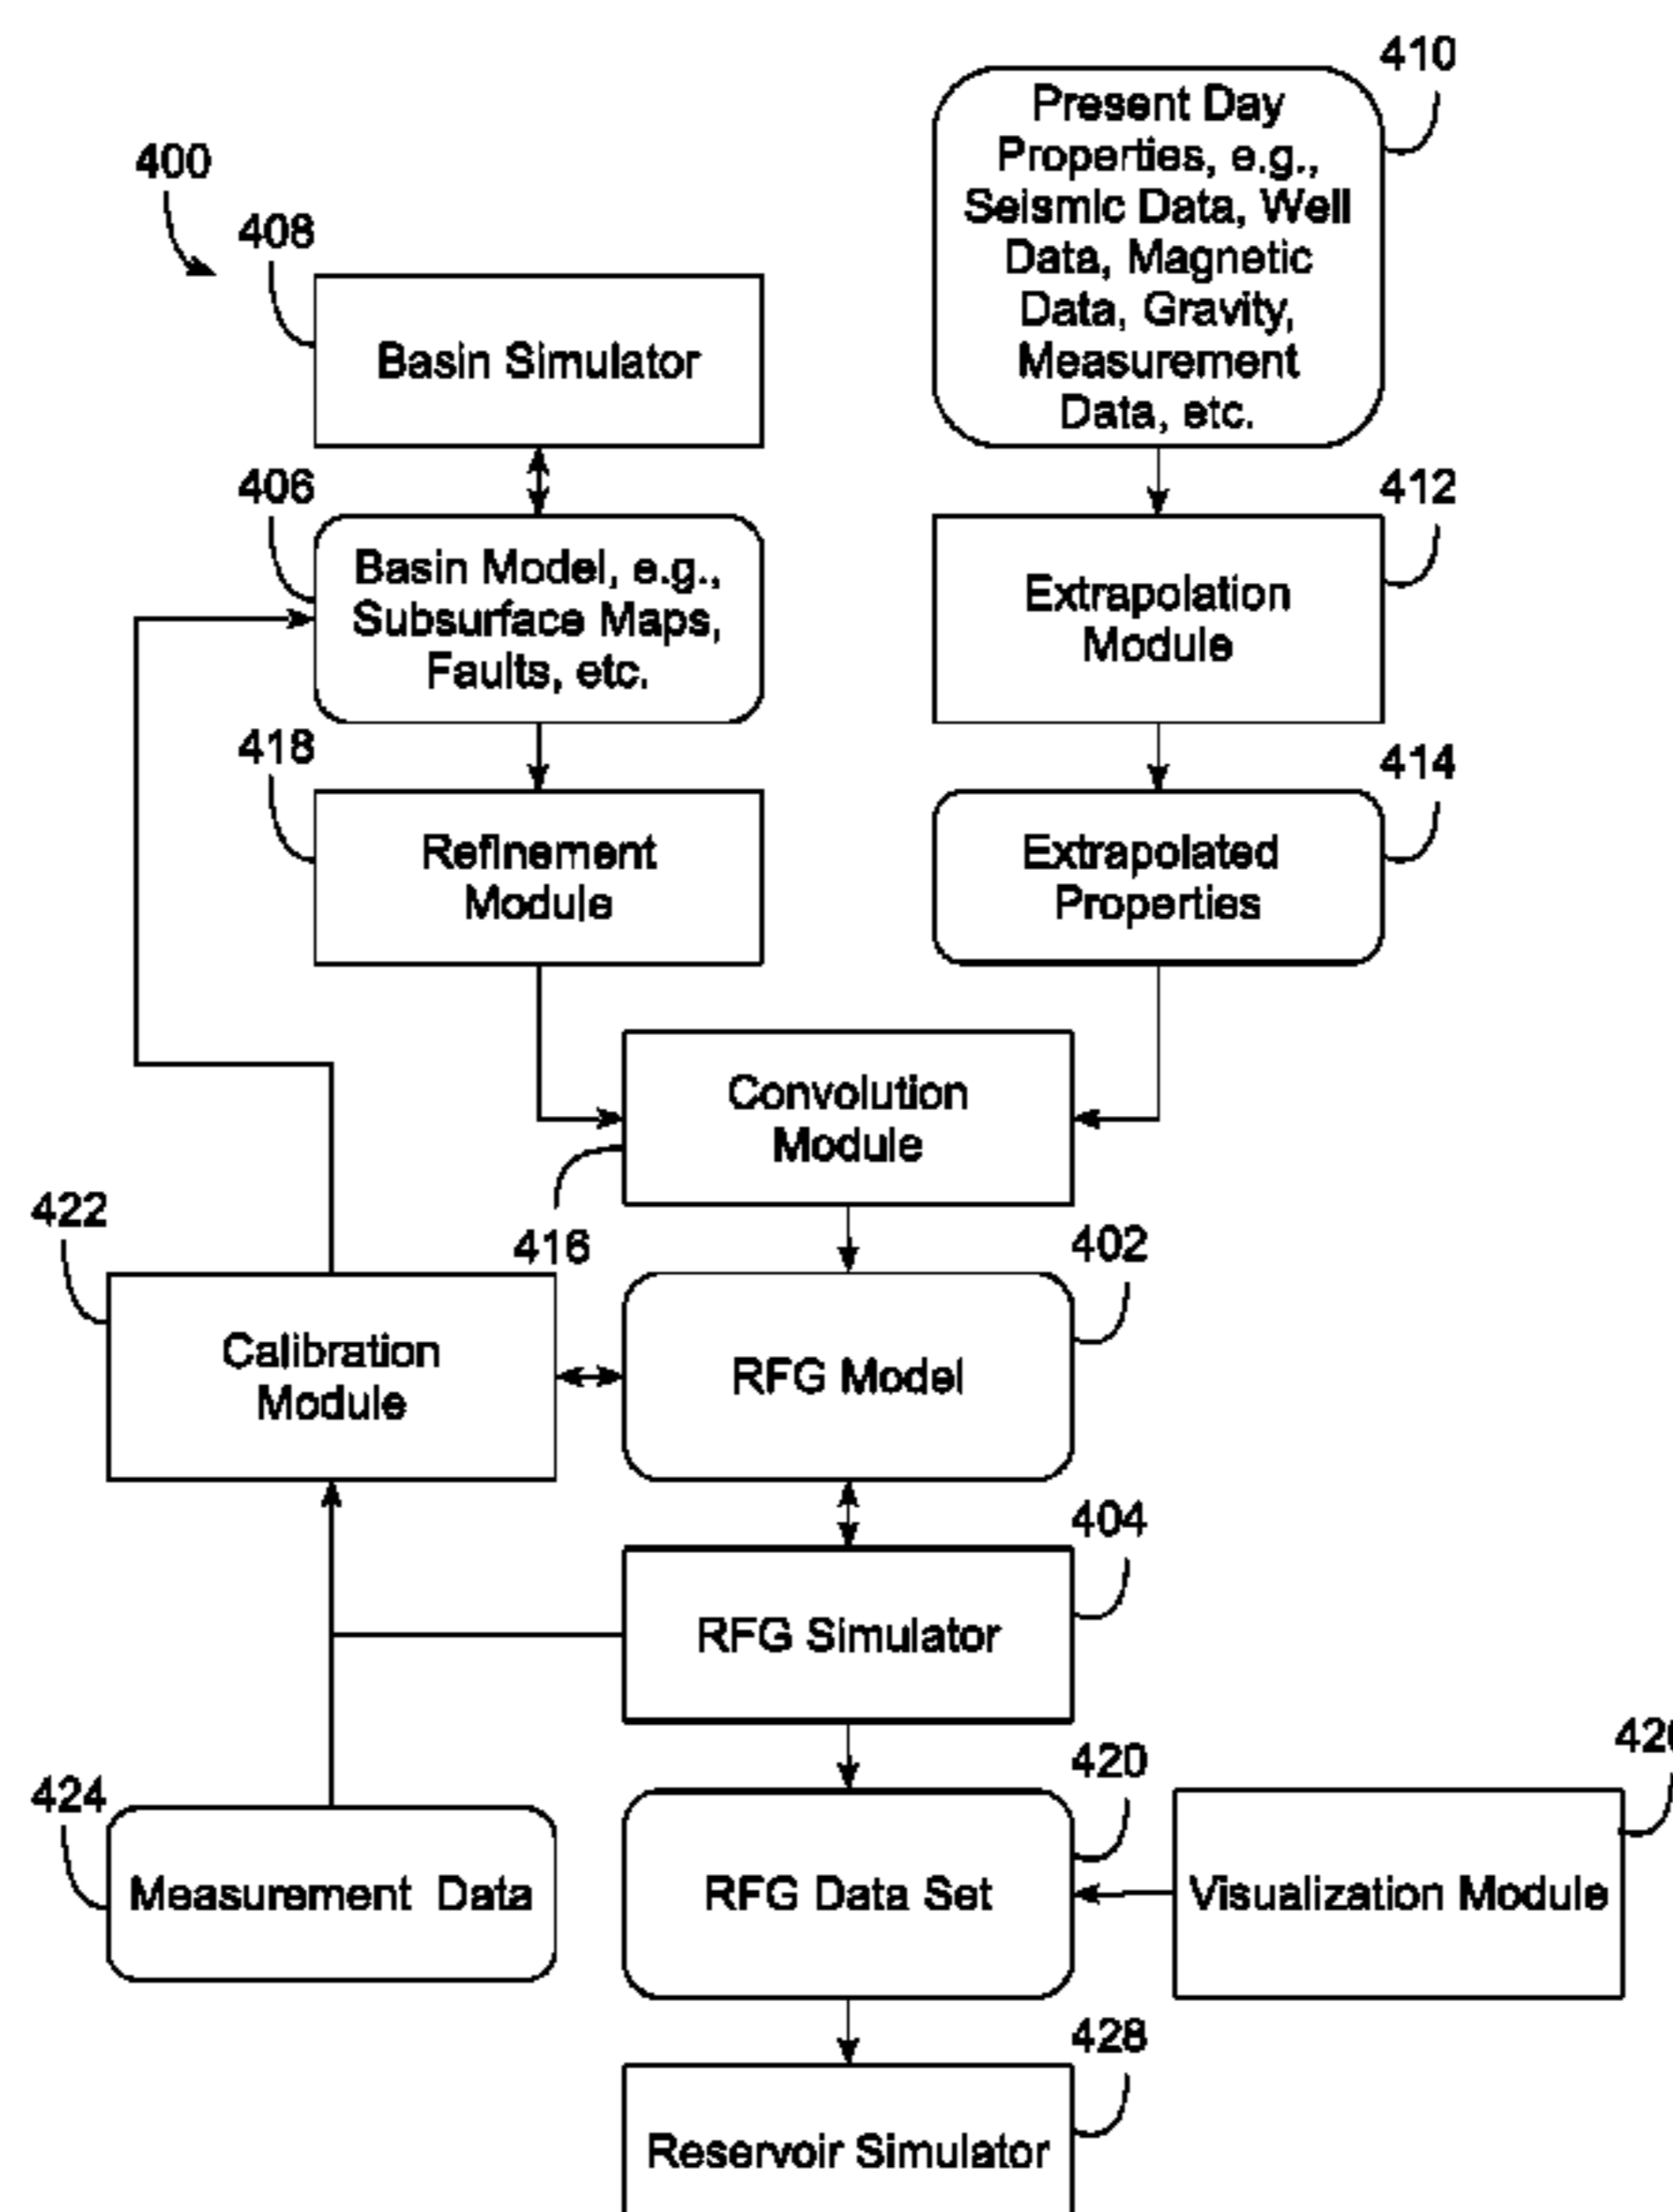 410
Present Day
Properties, e.g.,
Seismic Data, Well
Data, Magnetic
Data, Gravity,
Measurement
Data, etc.
400
408
Basin Simulator
406
Basin Model, e.g.,
Subsurface Maps,
Faults, etc.
412
Extrapolation
Module
418
Refinement
Module
414
Extrapolated
Properties
Convolution
Module
416
422
Calibration
Module
402
RFG Model
404
RFG Simulator
424
Measurement Data
420
RFG Data Set
Visualization Module
428
Reservoir Simulator